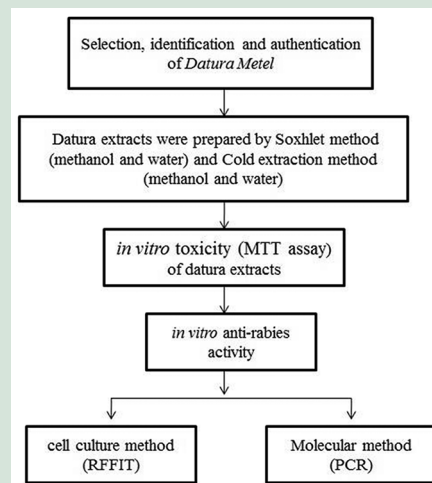 Selection, identification and authentication
of Datura Metel
Datura extracts were prepared by Soxhlet method
(methanol and water) and Cold extraction method
(methanol and water)
in vitro toxicity (MTT assay)
of datura extracts
in vitro anti-rabies
activity
cell culture method
(RFFIT)
Molecular method
(PCR)